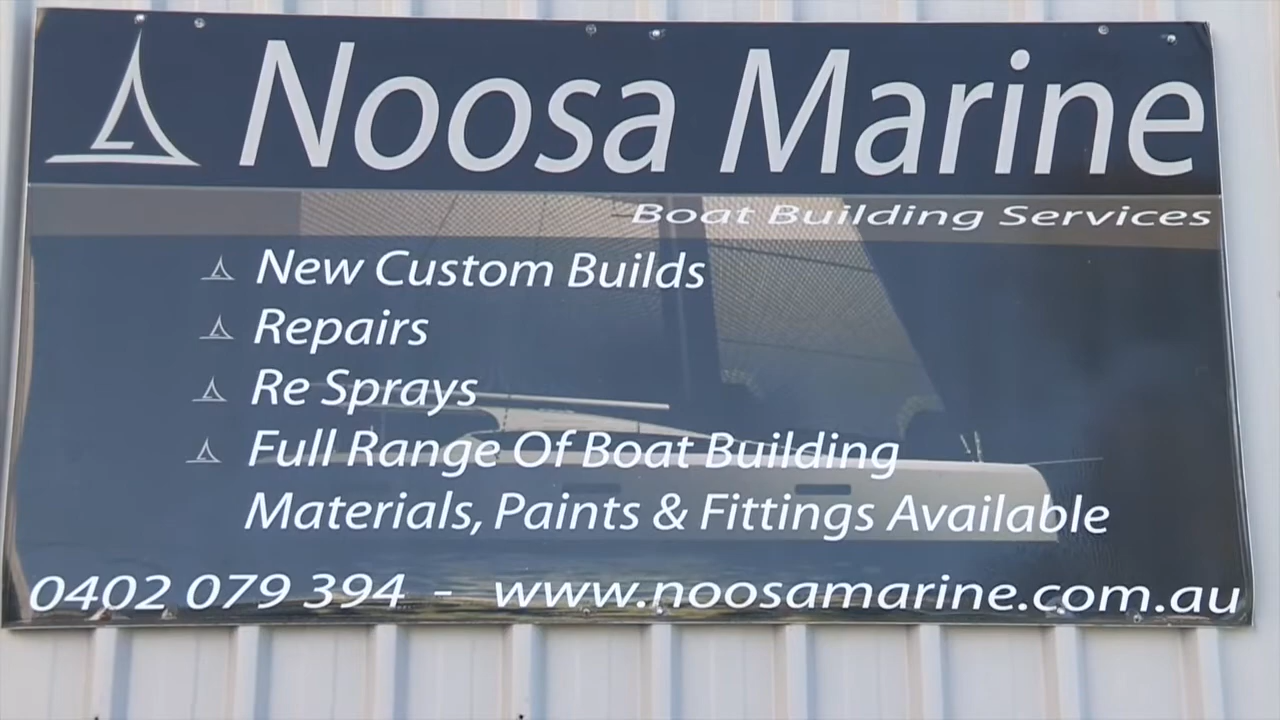 Noosa Marine
Boat Building Services
New Custom Builds
Repairs
Re Sprays
Full Range Of Boat Building
Materials, Paints & Fittings Available
0402 079 394 - www.noosamarine.com.au